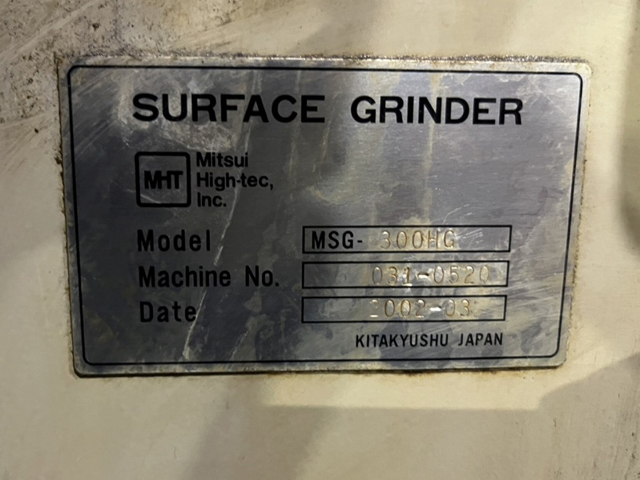 SURFACE GRINDER
MHT Mitsui
High-tec,
Inc.
Model MSG-300HG
Machine No. 031-0520
Date 2002-03
KITAKYUSHU JAPAN